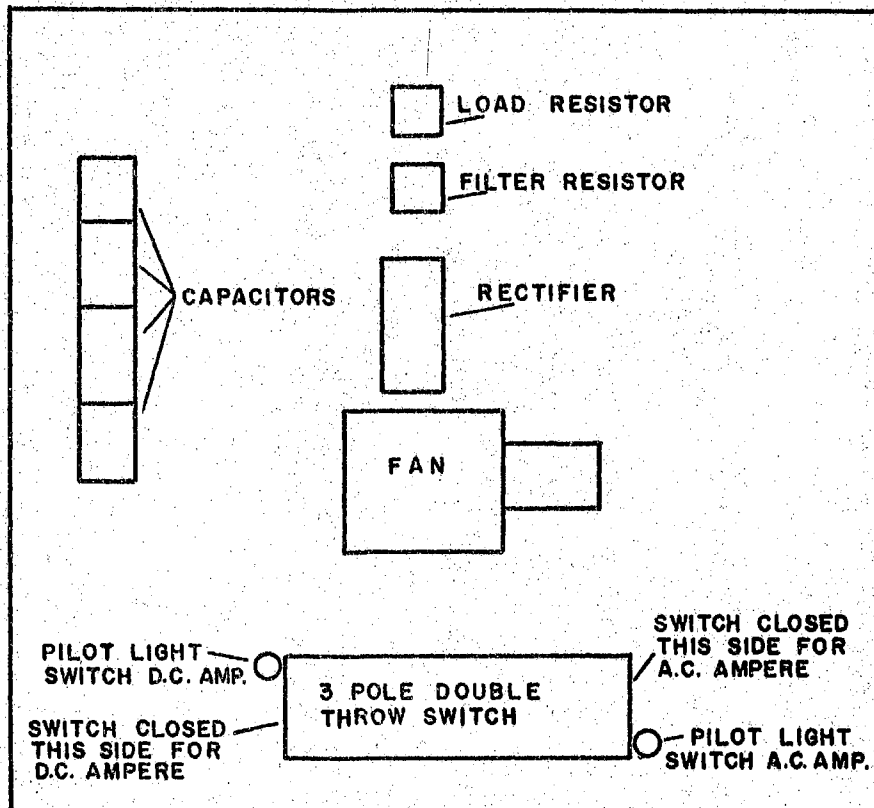 LOAD RESISTOR
FILTER RESISTOR
CAPACITORS
RECTIFIER
FAN
SWITCH CLOSED
THIS SIDE FOR
A.C. AMPERE
PILOT LIGHT
SWITCH D.C. AMP.
3 POLE DOUBLE
THROW SWITCH
SWITCH CLOSED
THIS SIDE FOR
D.C. AMPERE
PILOT LIGHT
SWITCH A.C. AMP.